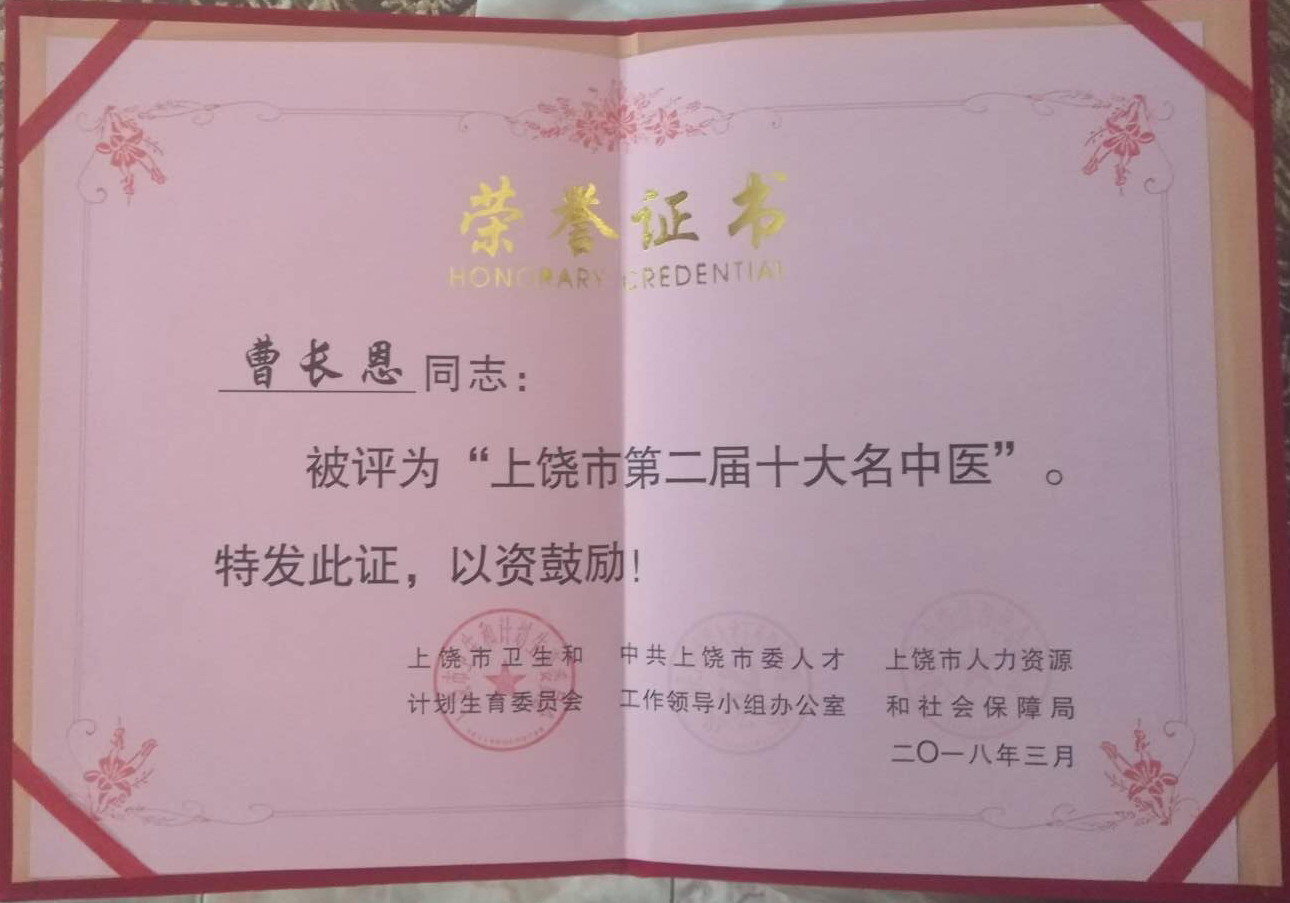 荣誉证书
HONORARY CREDENTIAL
曹长恩同志：
被评为“上饶市第二届十大名中医”。
特发此证，以资鼓励！
上饶市卫生和
计划生育委员会
中共上饶市委人才
工作领导小组办公室
上饶市人力资源
和社会保障局
二〇一八年三月